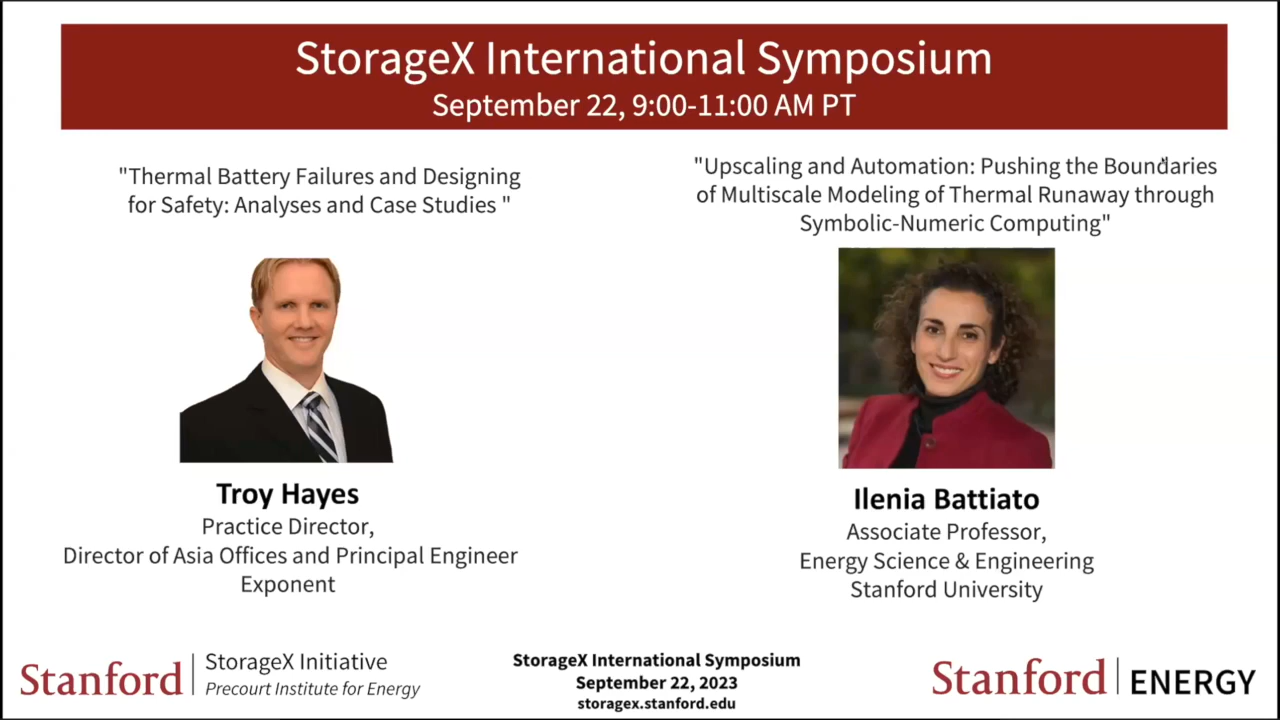 StorageX International Symposium
September 22, 9:00-11:00 AM PT
"Thermal Battery Failures and Designing
for Safety: Analyses and Case Studies "
"Upscaling and Automation: Pushing the Boundaries
of Multiscale Modeling of Thermal Runaway through
Symbolic-Numeric Computing"
Troy Hayes
Practice Director,
Director of Asia Offices and Principal Engineer
Exponent
Ilenia Battiato
Associate Professor,
Energy Science & Engineering
Stanford University
Stanford
StorageX Initiative
Precourt Institute for Energy
StorageX International Symposium
September 22, 2023
storagex.stanford.edu
Stanford ENERGY